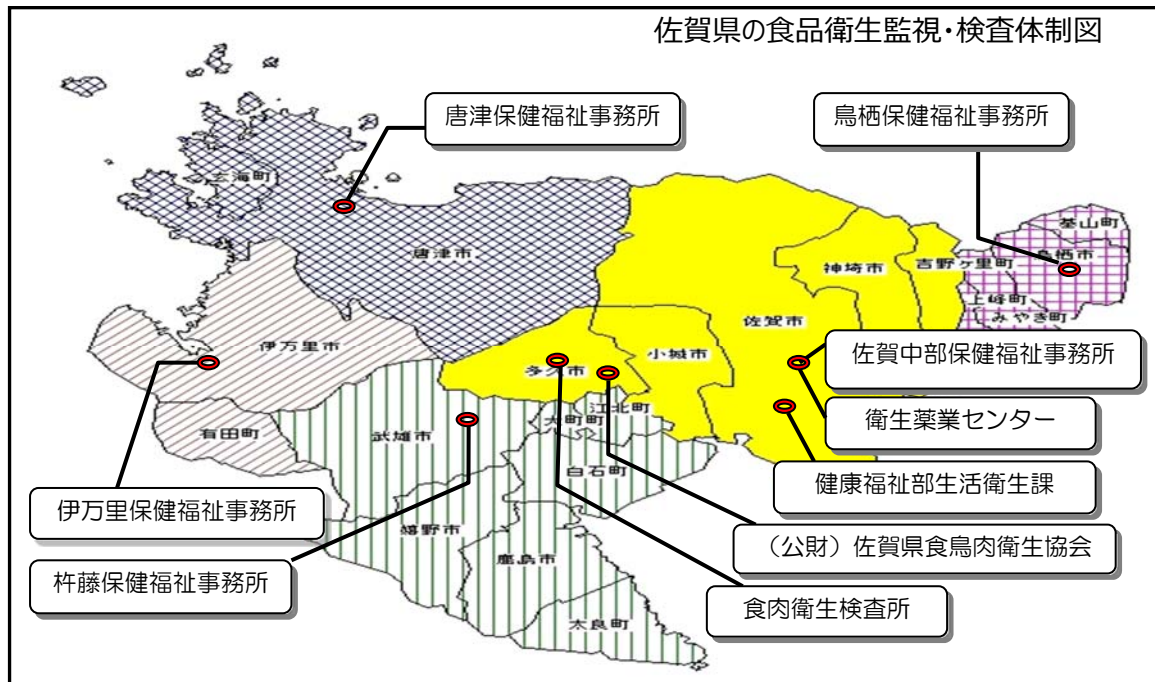 佐賀県の食品衛生監視・検査体制図
唐津保健福祉事務所
鳥栖保健福祉事務所
玄海町
基山町
唐津市
神埼市
吉野ヶ里町
鳥栖市
上峰町
みやき町
佐賀市
伊万里市
小城市
多久市
佐賀中部保健福祉事務所
江北町
大町町
衛生薬業センター
有田町
武雄市
白石町
健康福祉部生活衛生課
伊万里保健福祉事務所
嬉野市
(公財)佐賀県食鳥肉衛生協会
鹿島市
杵藤保健福祉事務所
食肉衛生検査所
太良町